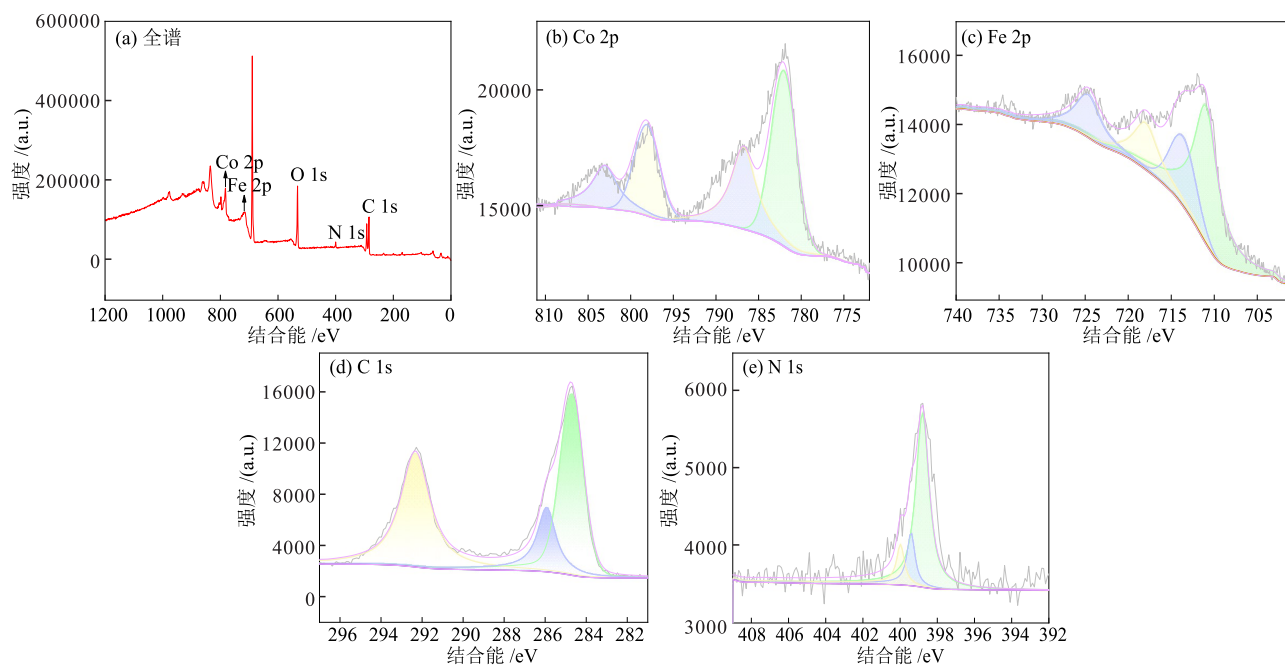 (a) 全谱
600000
400000
200000
0
强度 /(a.u.)
Co 2p
Fe 2p
O 1s
N 1s
C 1s
1200 1000 800 600 400 200 0
结合能 /eV
(b) Co 2p
20000
15000
强度 /(a.u.)
810 805 800 795 790 785 780 775
结合能 /eV
(c) Fe 2p
16000
14000
12000
10000
强度 /(a.u.)
740 735 730 725 720 715 710 705
结合能 /eV
(d) C 1s
16000
12000
8000
4000
0
强度 /(a.u.)
296 294 292 290 288 286 284 282
结合能 /eV
(e) N 1s
6000
5000
4000
3000
强度 /(a.u.)
408 406 404 402 400 398 396 394 392
结合能 /eV